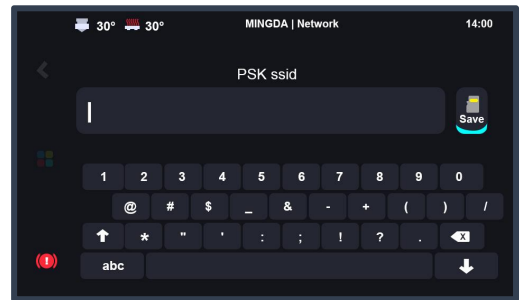 30° 30° MINGDA | Network 14:00
PSK ssid
Save
1 2 3 4 5 6 7 8 9 0
@ # $ _ & - + ( ) /
* " ' : ; ! ? .
abc